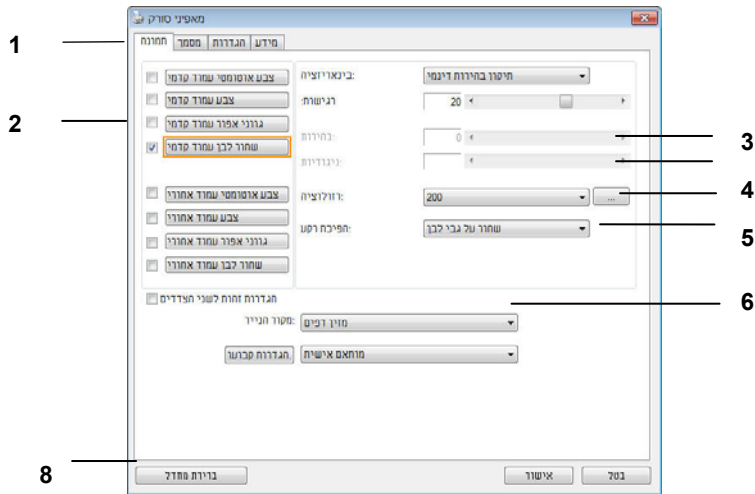 מאפיני סורק
תמונה מסמך הגדרות מידע
1
צבע אוטומטי עמוד קדמי
צבע עמוד קדמי
גווני אפור עמוד קדמי
שחור לבן עמוד קדמי
2
צבע אוטומטי עמוד אחורי
צבע עמוד אחורי
גווני אפור עמוד אחורי
שחור לבן עמוד אחורי
בינאריזציה: תיקון בהירות דינמי
רגישות: 20
בהירות: 0
3
ניגודיות:
רזולוציה: 200 ...
4
הפיכת רקע: שחור על גבי לבן
5
הגדרות זהות לשני הצדדים
6
מקור הנייר: מזין דפים
הגדרות קבוער. מותאם אישית
8
ברירת מחדל אישור בטל